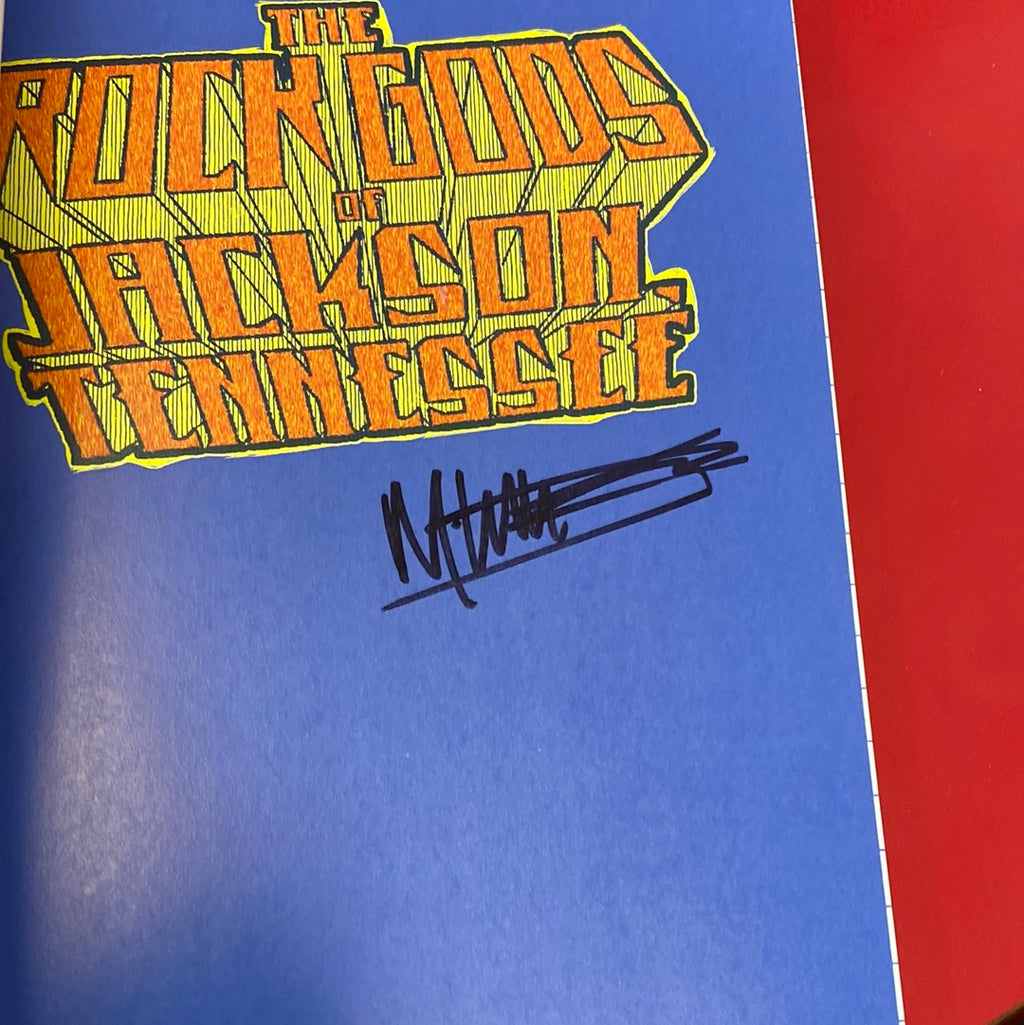 THE
ROCK GODS
OF
JACKSON,
TENNESSEE